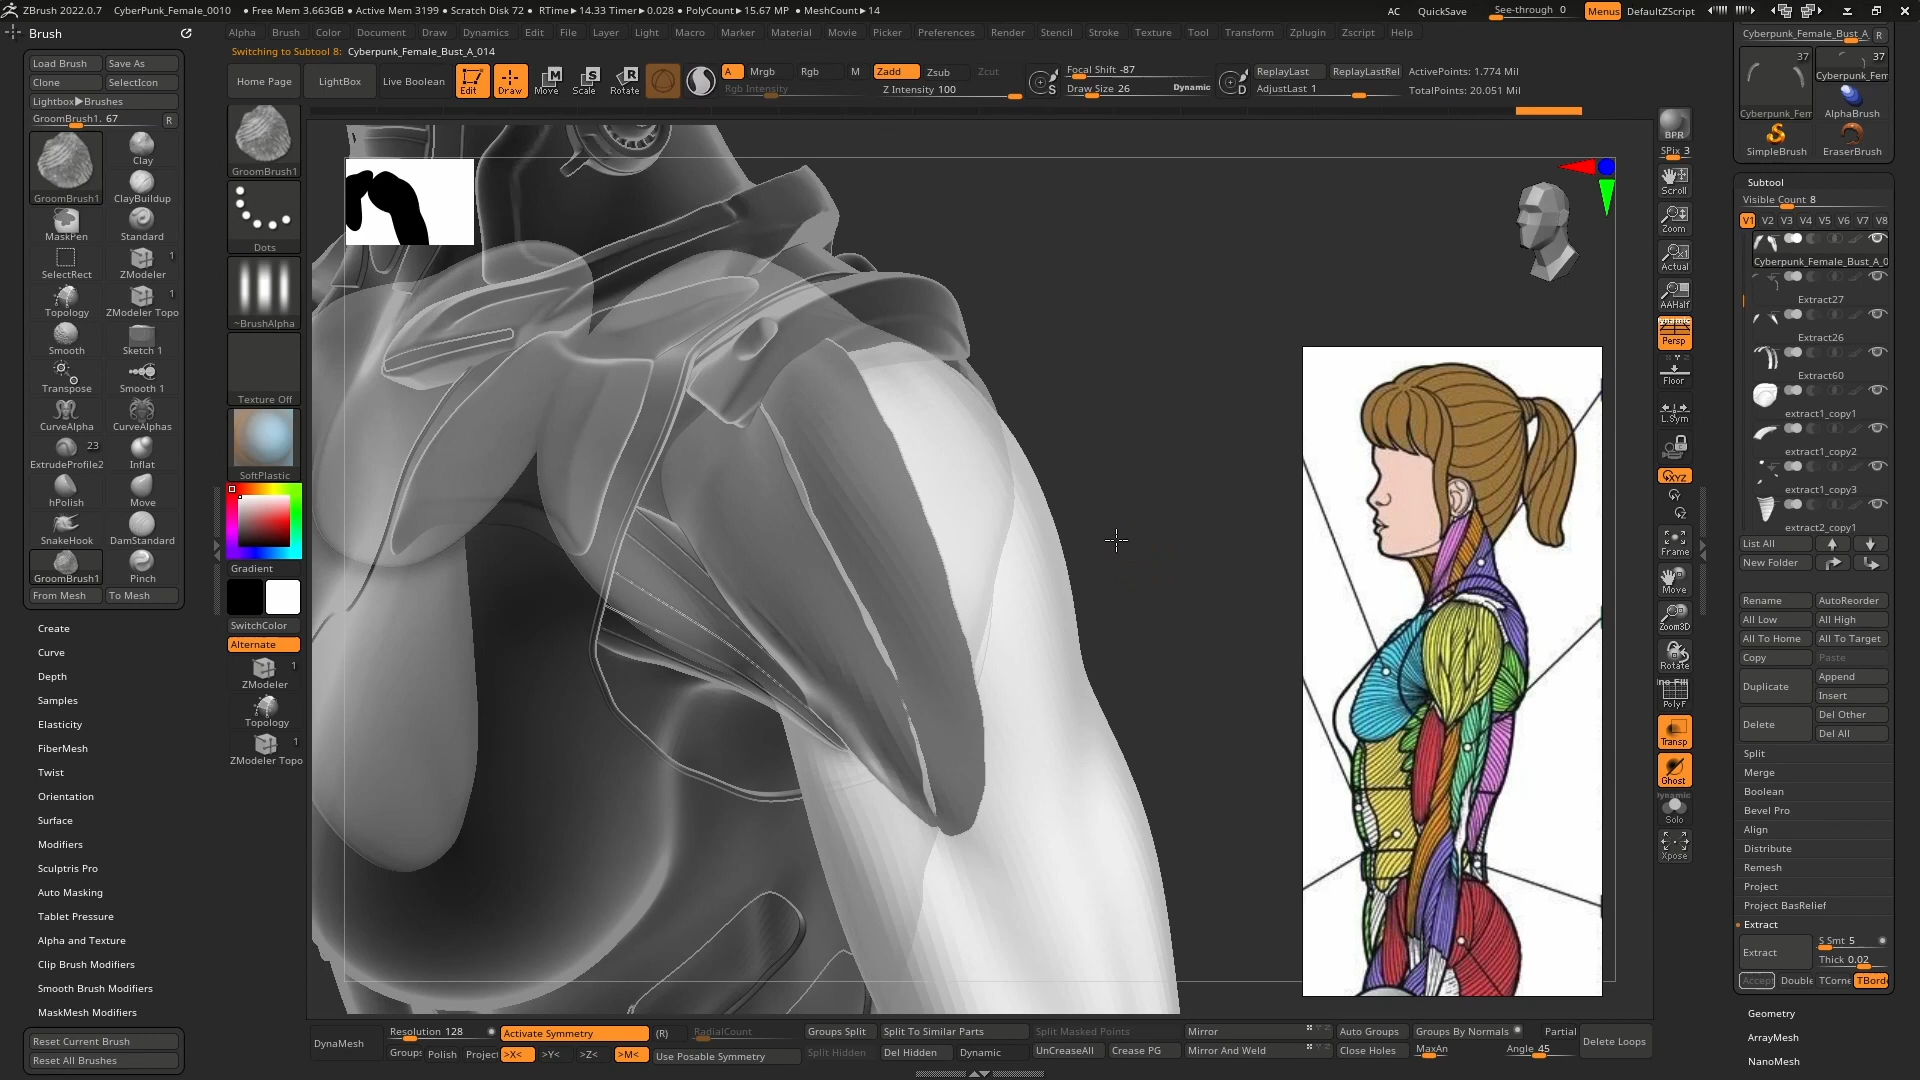 ZBrush 2022.0.7 CyberPunk_Female_0010 • Free Mem 3.663GB • Active Mem 3199 • Scratch Disk 72 • RTime▸14.33 Timer▸0.028 • PolyCount▸15.67 MP • MeshCount▸14 AC QuickSave See-through 0 Menus DefaultZScript
Brush
Alpha Brush Color Document Draw Dynamics Edit File Layer Light Macro Marker Material Movie Picker Preferences Render Stencil Stroke Texture Tool Transform Zplugin Zscript Help
Switching to Subtool 8: Cyberpunk_Female_Bust_A_014
Load Brush Save As
Clone SelectIcon
Lightbox▸Brushes
GroomBrush1. 67 R
GroomBrush1
Clay
ClayBuildup
MaskPen Standard
SelectRect ZModeler 1
Topology ZModeler Topo 1
Smooth Sketch 1
Transpose Smooth 1
CurveAlpha CurveAlphas
ExtrudeProfile2 23 Inflat
hPolish Move
SnakeHook DamStandard
GroomBrush1 Pinch
From Mesh To Mesh
Create
Curve
Depth
Samples
Elasticity
FiberMesh
Twist
Orientation
Surface
Modifiers
Sculptris Pro
Auto Masking
Tablet Pressure
Alpha and Texture
Clip Brush Modifiers
Smooth Brush Modifiers
MaskMesh Modifiers
Reset Current Brush
Reset All Brushes
Home Page LightBox Live Boolean Edit Draw Move Scale Rotate
A Mrgb Rgb M Zadd Zsub Zcut
Rgb Intensity Z Intensity 100
S Focal Shift -87
Draw Size 26 Dynamic
D ReplayLast ReplayLastRel ActivePoints: 1.774 Mil
AdjustLast 1 TotalPoints: 20.051 Mil
GroomBrush1
Dots
~BrushAlpha
Texture Off
SoftPlastic
Gradient
SwitchColor
Alternate
ZModeler 1
Topology
ZModeler Topo 1
BPR
SPix 3
Scroll
Zoom
Actual
AAHalf
Dynamic
Persp
Floor
L.Sym
XYZ
Frame
Move
Zoom3D
Rotate
PolyF
Transp
Ghost
Dynamic
Solo
Xpose
Cyberpunk_Female_Bust_A R
37 37
Cyberpunk_Fem
Cyberpunk_Fem AlphaBrush
SimpleBrush EraserBrush
Subtool
Visible Count 8
V1 V2 V3 V4 V5 V6 V7 V8
Cyberpunk_Female_Bust_A_0
Extract27
Extract26
Extract60
extract1_copy1
extract1_copy2
extract1_copy3
extract2_copy1
List All
New Folder
Rename AutoReorder
All Low All High
All To Home All To Target
Copy Paste
Duplicate Append
Insert
Delete Del Other
Del All
Split
Merge
Boolean
Bevel Pro
Align
Distribute
Remesh
Project
Project BasRelief
Extract
Extract S Smt 5
Thick 0.02
Accept Double TCorne TBord
Geometry
ArrayMesh
NanoMesh
DynaMesh Resolution 128 Activate Symmetry (R) RadialCount Groups Split Split To Similar Parts Split Masked Points Mirror Auto Groups Groups By Normals Partial Delete Loops
Groups Polish Project >X< >Y< >Z< >M< Use Posable Symmetry Split Hidden Del Hidden Dynamic UnCreaseAll Crease PG Mirror And Weld Close Holes MaxAn Angle 45